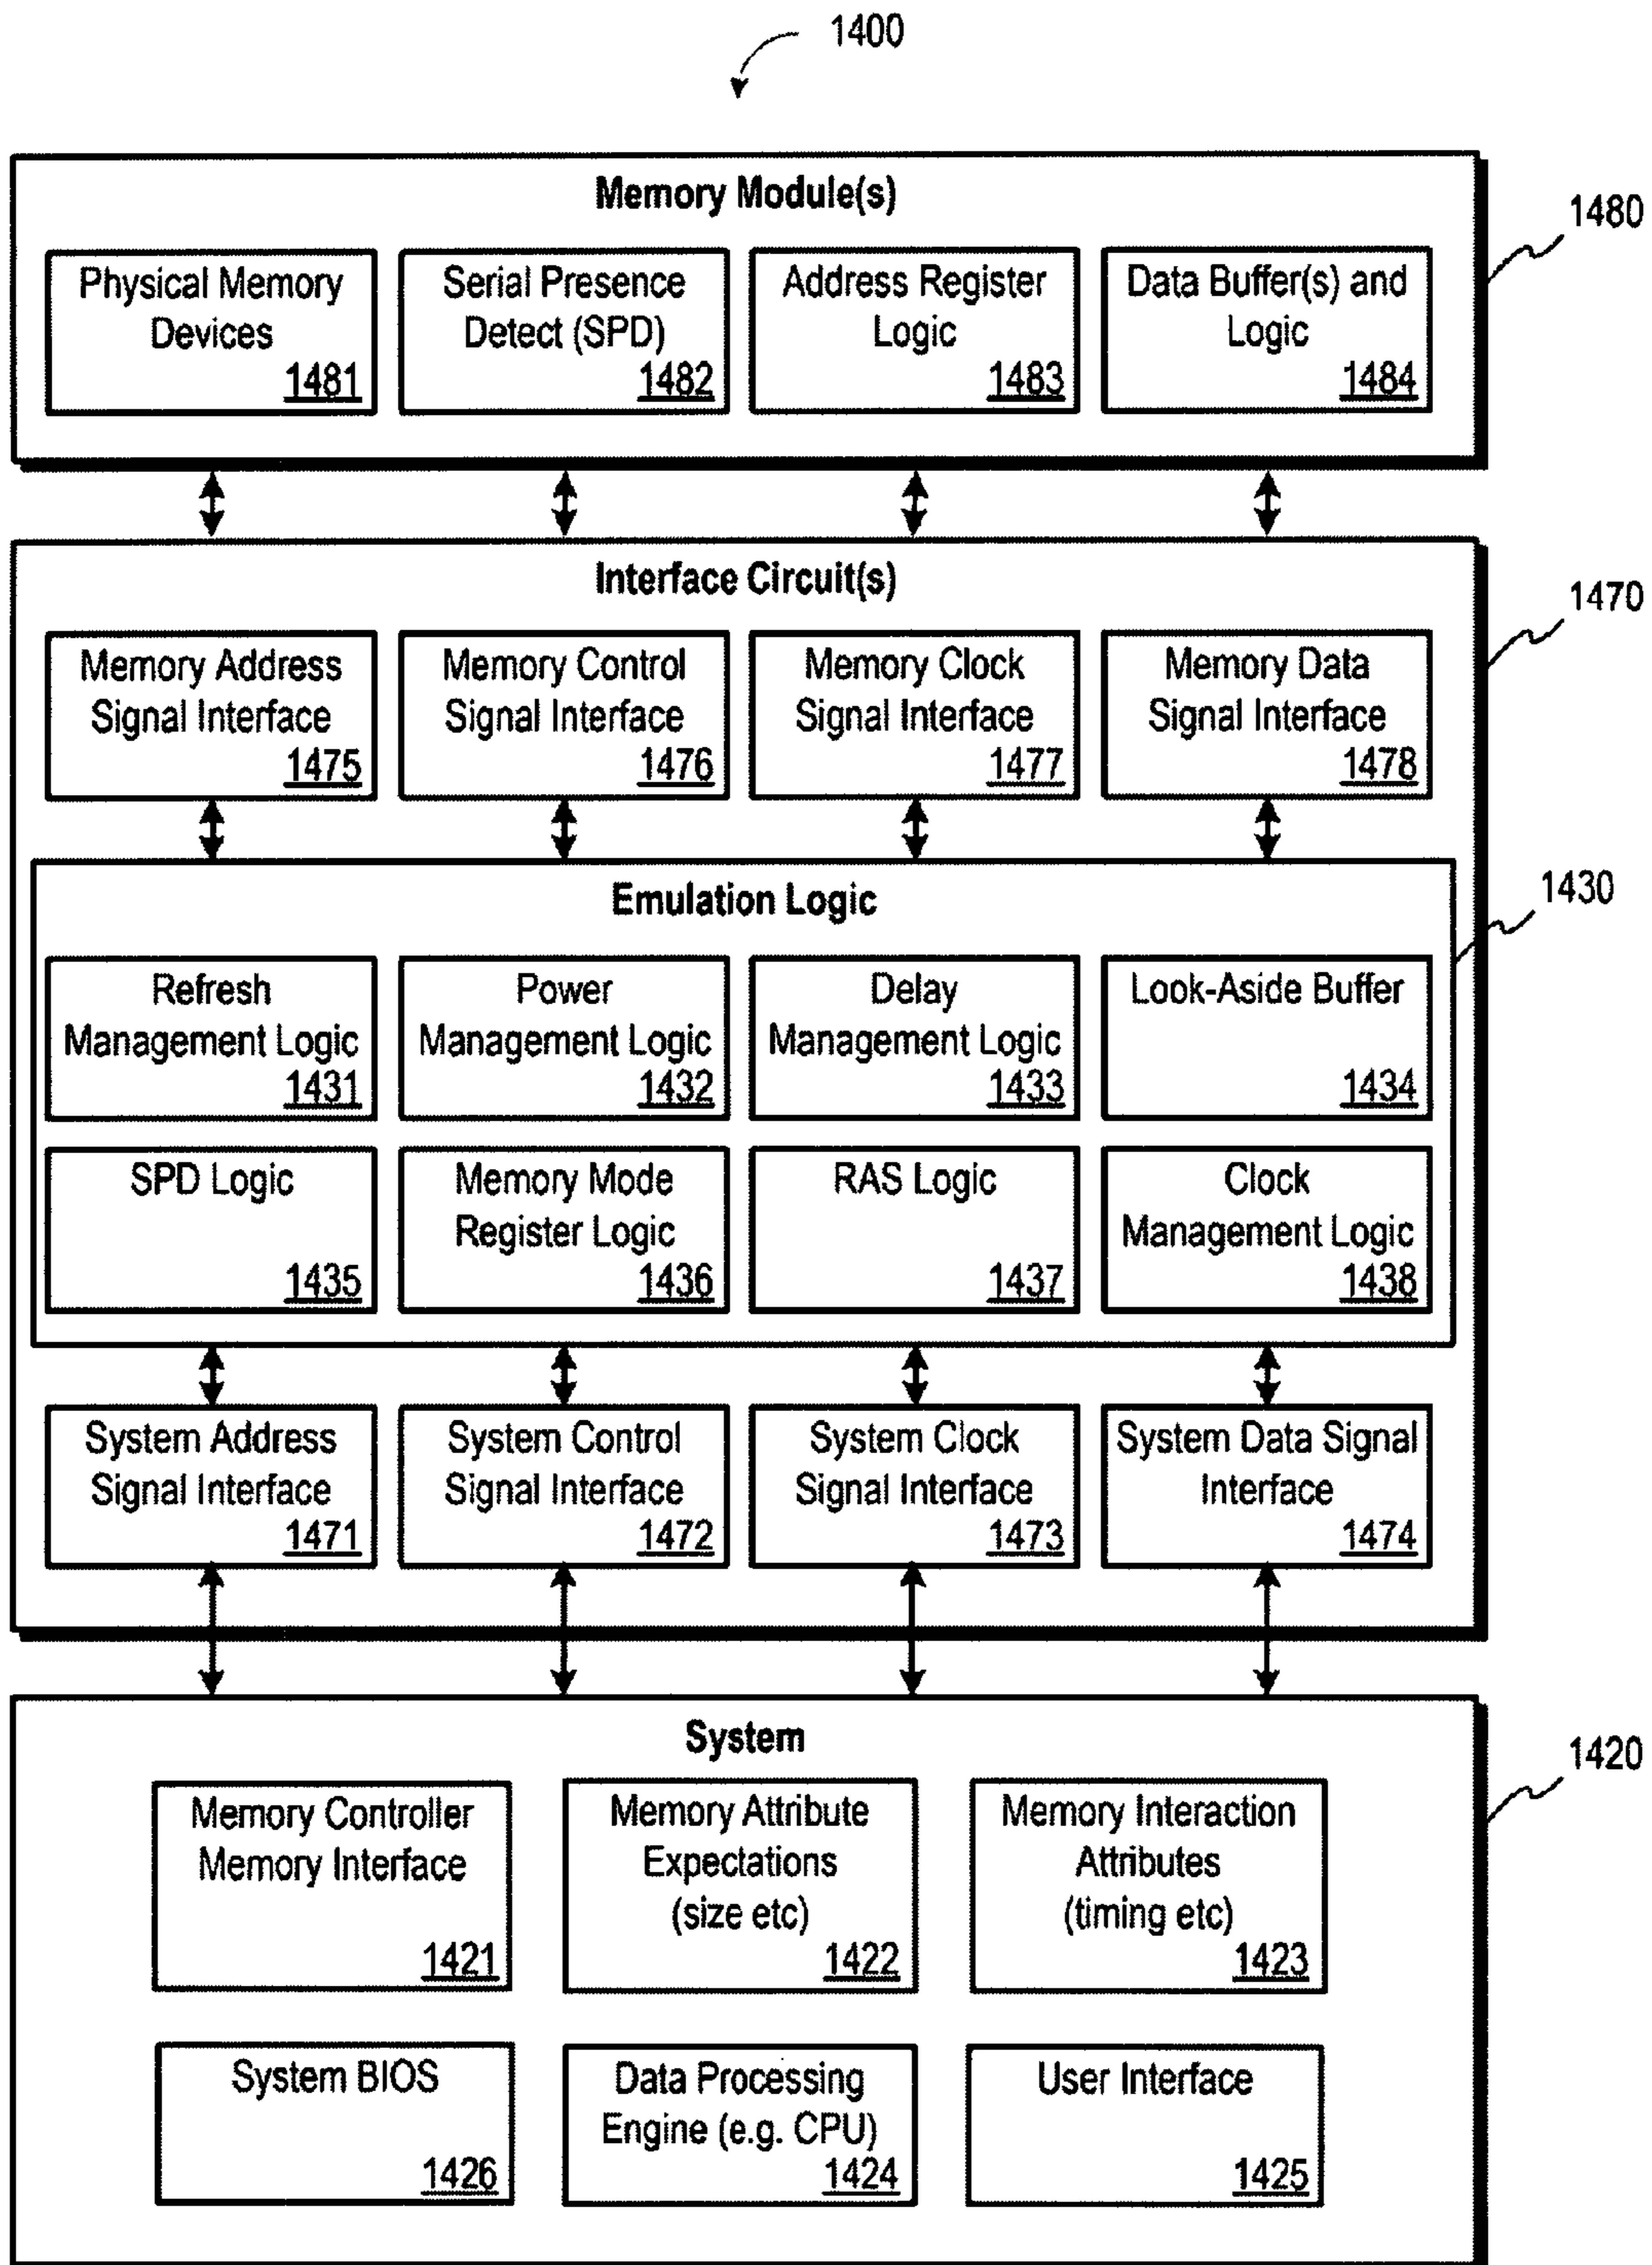 1400
Memory Module(s)
1480
Physical Memory
Devices
1481
Serial Presence
Detect (SPD)
1482
Address Register
Logic
1483
Data Buffer(s) and
Logic
1484
Interface Circuit(s)
1470
Memory Address
Signal Interface
1475
Memory Control
Signal Interface
1476
Memory Clock
Signal Interface
1477
Memory Data
Signal Interface
1478
Emulation Logic
1430
Refresh
Management Logic
1431
Power
Management Logic
1432
Delay
Management Logic
1433
Look-Aside Buffer
1434
SPD Logic
1435
Memory Mode
Register Logic
1436
RAS Logic
1437
Clock
Management Logic
1438
System Address
Signal Interface
1471
System Control
Signal Interface
1472
System Clock
Signal Interface
1473
System Data Signal
Interface
1474
System
1420
Memory Controller
Memory Interface
1421
Memory Attribute
Expectations
(size etc)
1422
Memory Interaction
Attributes
(timing etc)
1423
System BIOS
1426
Data Processing
Engine (e.g. CPU)
1424
User Interface
1425